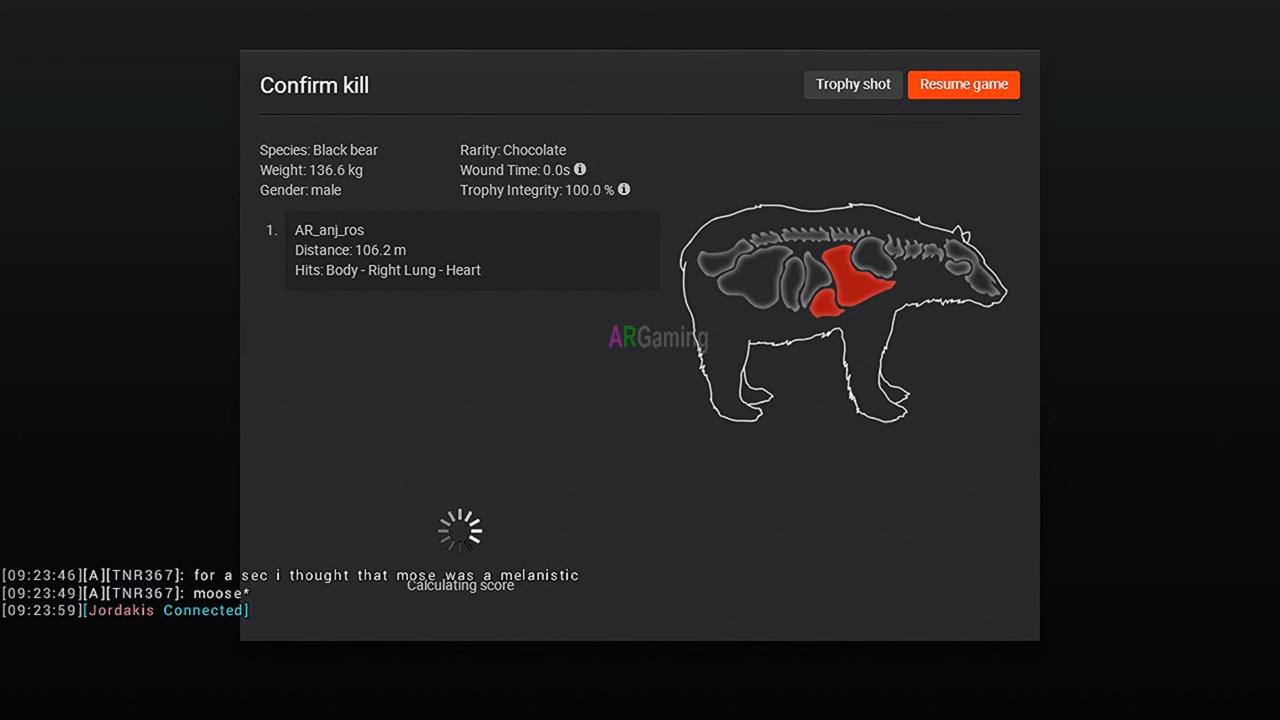 Confirm kill
Trophy shot
Resume game
Species: Black bear
Weight: 136.6 kg
Gender: male
Rarity: Chocolate
Wound Time: 0.0s
Trophy Integrity: 100.0 %
1.
AR_anj_ros
Distance: 106.2 m
Hits: Body - Right Lung - Heart
ARGaming
[09:23:46][A][TNR367]: for a sec i thought that mose was a melanistic
Calculating score
[09:23:49][A][TNR367]: moose*
[09:23:59][Jordakis Connected]